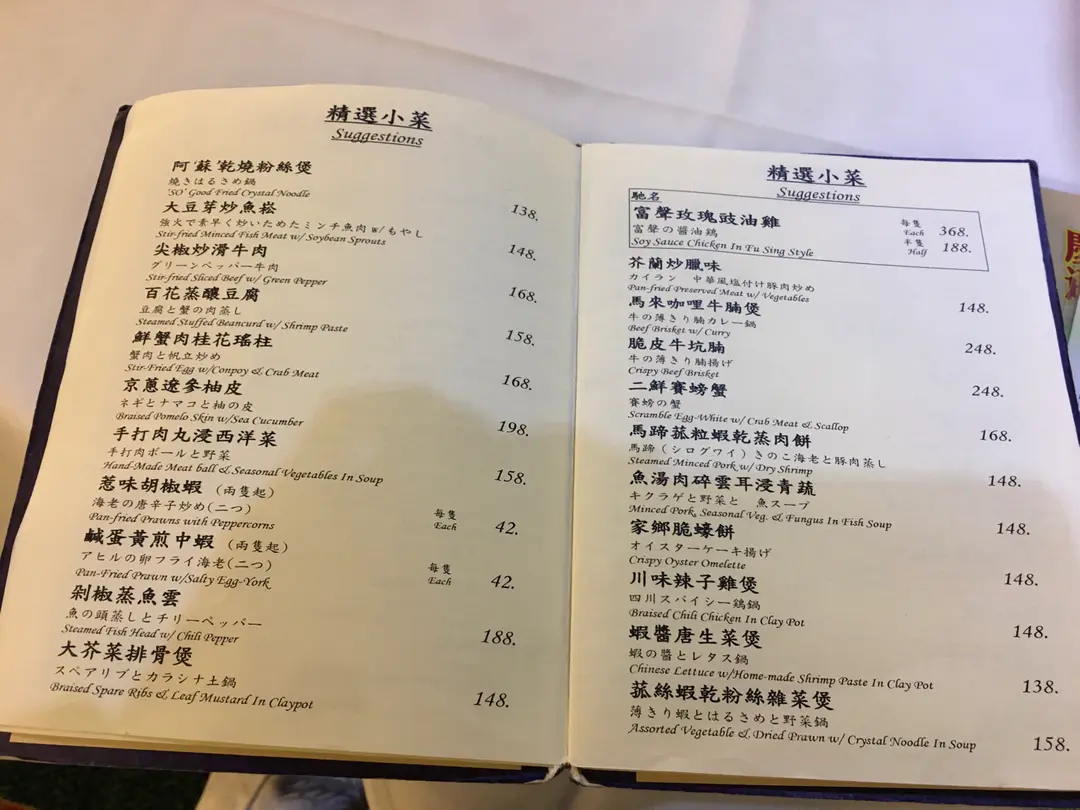 精選小菜
Suggestions
阿'蘇'乾燒粉絲煲
燒きはるさめ鍋
'SO' Good Fried Crystal Noodle
138.
大豆芽炒魚崧
強火で素早く炒いためたミンチ魚肉 w/ もやし
Stir-fried Minced Fish Meat w/ Soybean Sprouts
148.
尖椒炒滑牛肉
グリーンペッパー牛肉
Stir-fried Sliced Beef w/ Green Pepper
168.
百花蒸釀豆腐
豆腐と蟹の肉蒸し
Steamed Stuffed Beancurd w/ Shrimp Paste
158.
鮮蟹肉桂花瑤柱
蟹肉と帆立炒め
Stir-Fried Egg w/Conpoy & Crab Meat
168.
京蔥遼參柚皮
ネギとナマコと柚の皮
Braised Pomelo Skin w/Sea Cucumber
198.
手打肉丸浸西洋菜
手打肉ボールと野菜
Hand-Made Meat ball & Seasonal Vegetables In Soup
158.
惹味胡椒蝦 (兩隻起)
海老の唐辛子炒め(二つ)
Pan-fried Prawns with Peppercorns
每隻
Each 42.
鹹蛋黃煎中蝦 (兩隻起)
アヒルの卵フライ海老(二つ)
Pan-Fried Prawn w/Salty Egg-York
每隻
Each 42.
剁椒蒸魚雲
魚の頭蒸しとチリーペッパー
Steamed Fish Head w/ Chili Pepper
188.
大芥菜排骨煲
スペアリブとカラシナ土鍋
Braised Spare Ribs & Leaf Mustard In Claypot
148.
精選小菜
Suggestions
馳名
富聲玫瑰豉油雞
富聲の醬油鶏
Soy Sauce Chicken In Fu Sing Style
每隻
Each 368.
半隻
Half 188.
芥蘭炒臘味
カイラン 中華風塩付け豚肉炒め
Pan-fried Preserved Meat w/ Vegetables
148.
馬來咖哩牛腩煲
牛の薄きり腩カレー鍋
Beef Brisket w/ Curry
248.
脆皮牛坑腩
牛の薄きり腩揚げ
Crispy Beef Brisket
248.
二鮮賽螃蟹
賽螃の蟹
Scramble Egg-White w/ Crab Meat & Scallop
168.
馬蹄菰粒蝦乾蒸肉餅
馬蹄（シログワイ）きのこ海老と豚肉蒸し
Steamed Minced Pork w/ Dry Shrimp
148.
魚湯肉碎雲耳浸青蔬
キクラゲと野菜と 魚スープ
Minced Pork, Seasonal Veg. & Fungus In Fish Soup
148.
家鄉脆蠔餅
オイスターケーキ揚げ
Crispy Oyster Omelette
148.
川味辣子雞煲
四川スパイシー鶏鍋
Braised Chili Chicken In Clay Pot
148.
蝦醬唐生菜煲
蝦の醬とレタス鍋
Chinese Lettuce w/Home-made Shrimp Paste In Clay Pot
138.
菰絲蝦乾粉絲雜菜煲
薄きり蝦とはるさめと野菜鍋
Assorted Vegetable & Dried Prawn w/ Crystal Noodle In Soup
158.